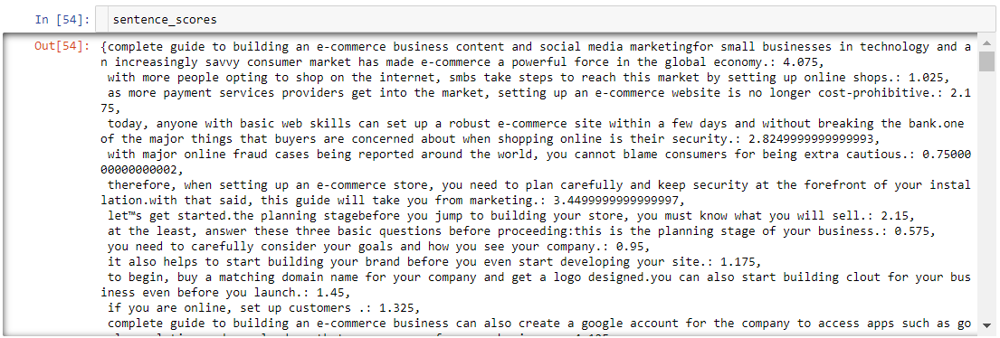 In [54]: sentence_scores
Out[54]: {complete guide to building an e-commerce business content and social media marketingfor small businesses in technology and a
n increasingly savvy consumer market has made e-commerce a powerful force in the global economy.: 4.075,
with more people opting to shop on the internet, smbs take steps to reach this market by setting up online shops.: 1.025,
as more payment services providers get into the market, setting up an e-commerce website is no longer cost-prohibitive.: 2.1
75,
today, anyone with basic web skills can set up a robust e-commerce site within a few days and without breaking the bank.one
of the major things that buyers are concerned about when shopping online is their security.: 2.8249999999999993,
with major online fraud cases being reported around the world, you cannot blame consumers for being extra cautious.: 0.75000
00000000002,
therefore, when setting up an e-commerce store, you need to plan carefully and keep security at the forefront of your instal
lation.with that said, this guide will take you from marketing.: 3.4499999999999997,
let™s get started.the planning stagebefore you jump to building your store, you must know what you will sell.: 2.15,
at the least, answer these three basic questions before proceeding:this is the planning stage of your business.: 0.575,
you need to carefully consider your goals and how you see your company.: 0.95,
it also helps to start building your brand before you even start developing your site.: 1.175,
to begin, buy a matching domain name for your company and get a logo designed.you can also start building clout for your bus
iness even before you launch.: 1.45,
if you are online, set up customers .: 1.325,
complete guide to building an e-commerce business can also create a google account for the company to access apps such as goo